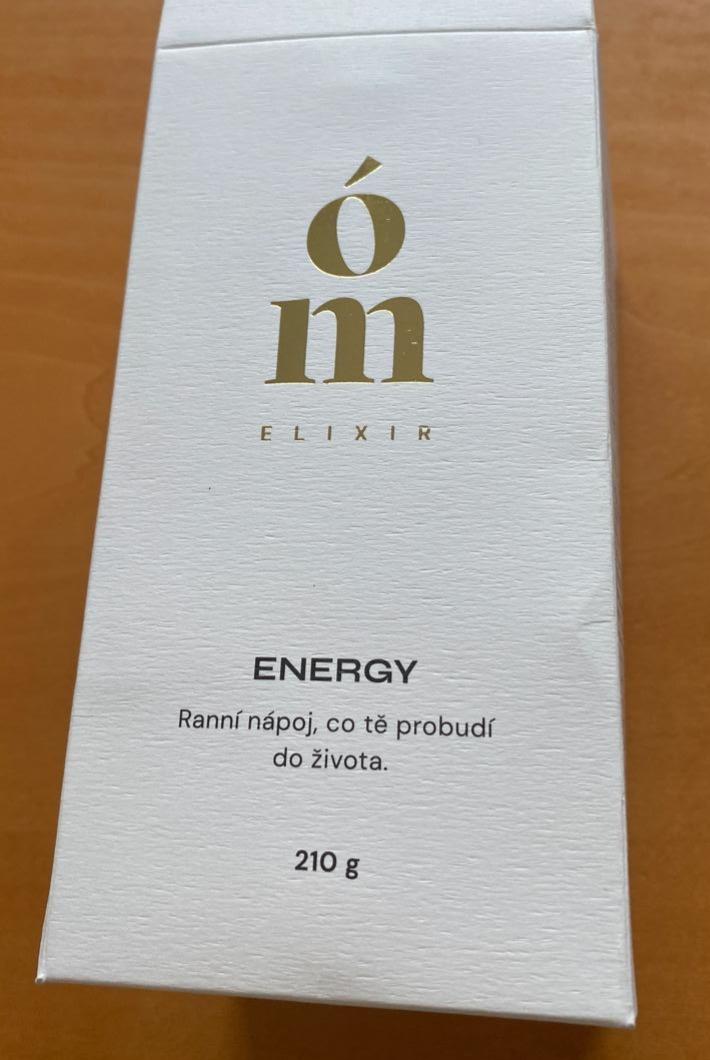 óm
ELIXIR
ENERGY
Ranní nápoj, co tě probudí
do života.
210 g